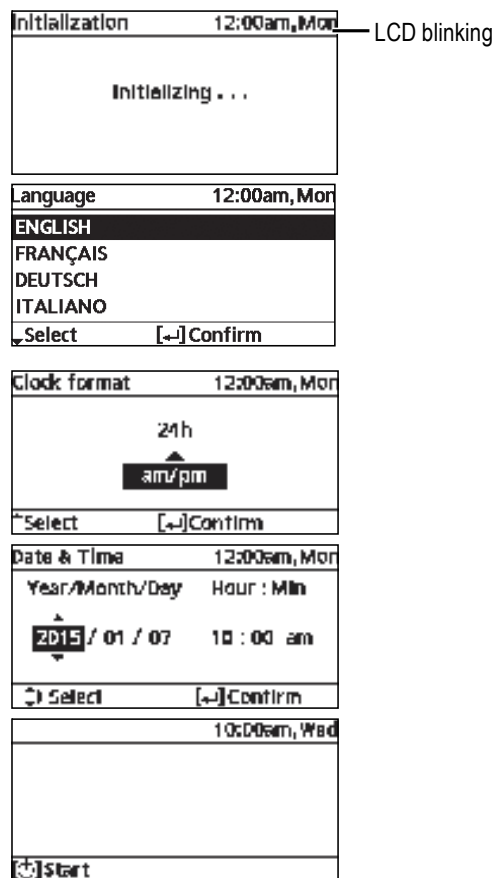 Initialization 12:00am, Mon
LCD blinking
Initializing . . .
Language 12:00am, Mon
ENGLISH
FRANÇAIS
DEUTSCH
ITALIANO
Select [↵] Confirm
Clock format 12:00am, Mon
24h
am/pm
Select [↵] Confirm
Date & Time 12:00am, Mon
Year/Month/Day Hour : Min
2015 / 01 / 07 10 : 00 am
Select [↵] Confirm
10:00am, Wed
[⏻] Start